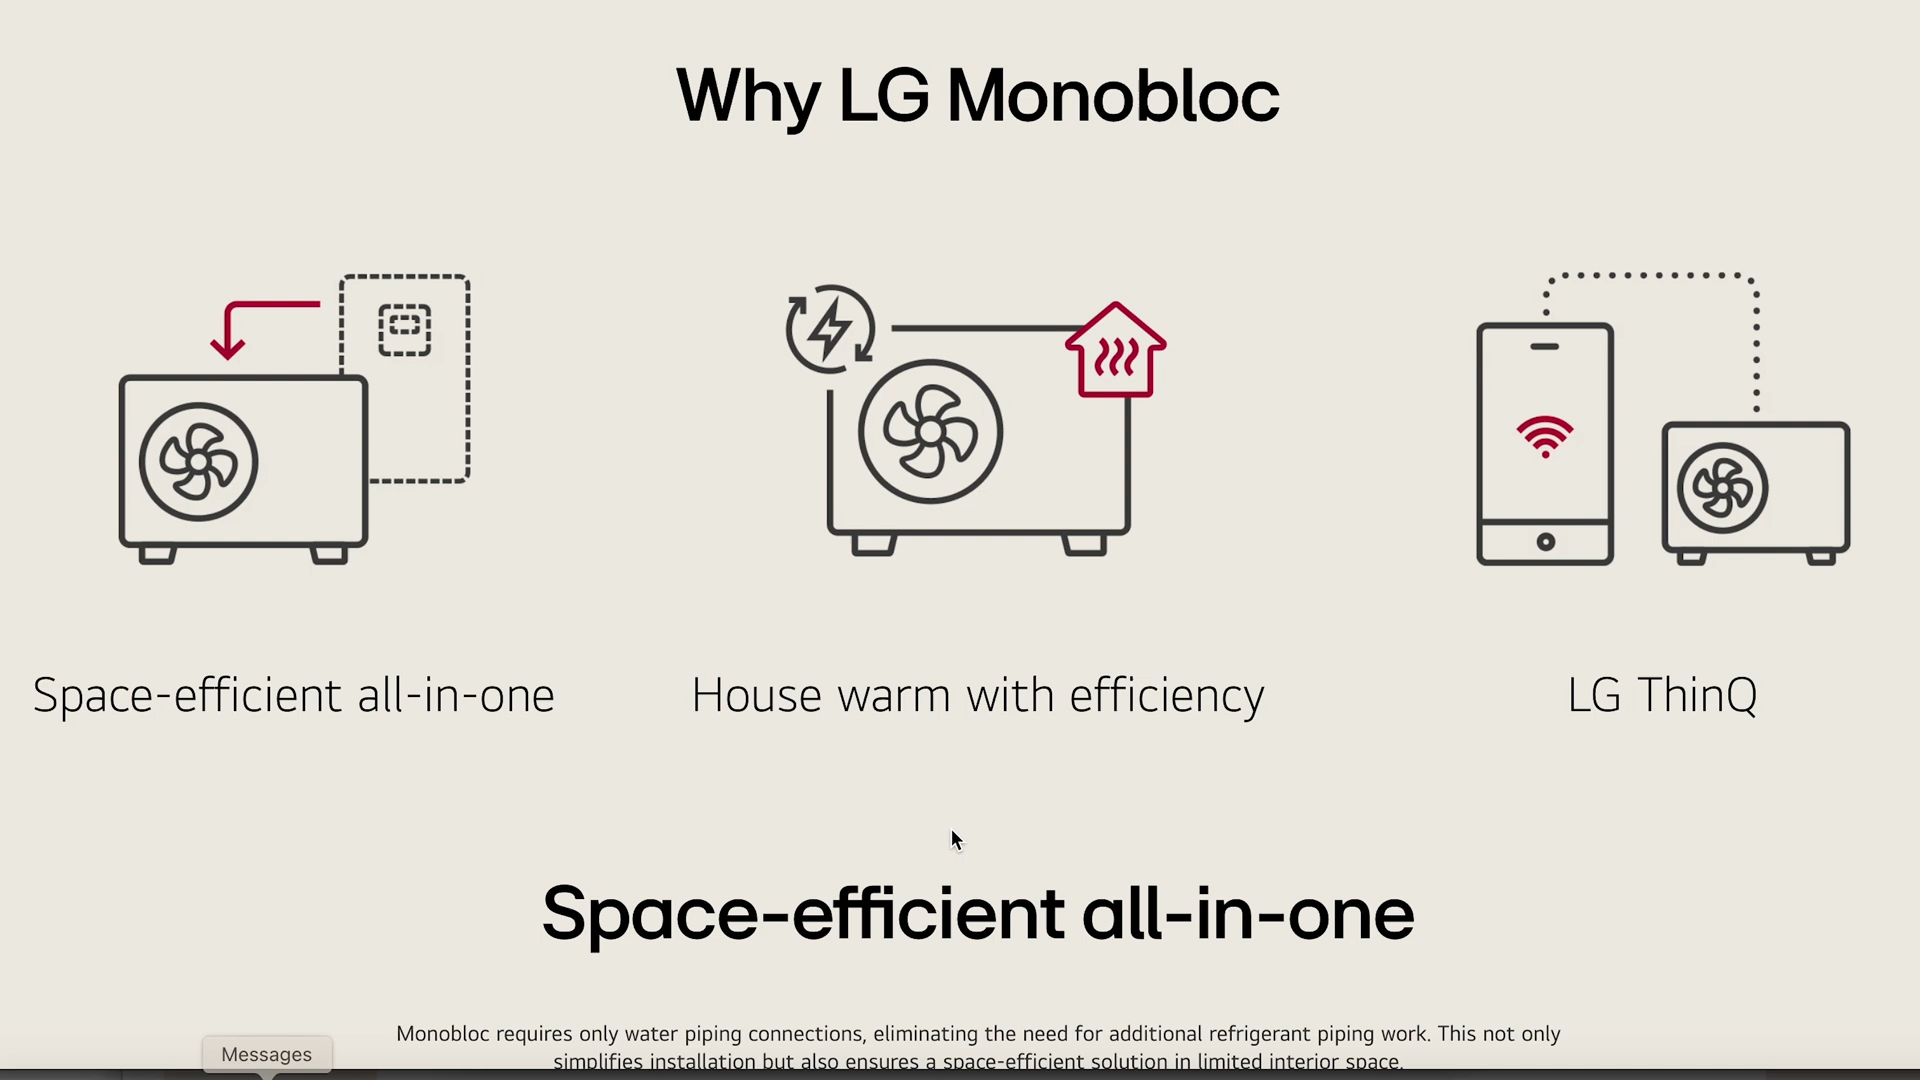 Why LG Monobloc
Space-efficient all-in-one
House warm with efficiency
LG ThinQ
Space-efficient all-in-one
Monobloc requires only water piping connections, eliminating the need for additional refrigerant piping work. This not only
simplifies installation but also ensures a space-efficient solution in limited interior space.
Messages